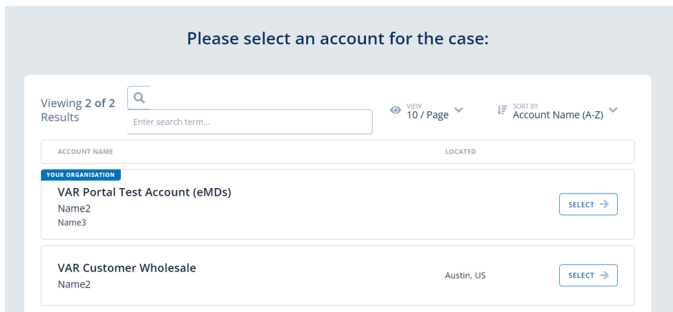 Please select an account for the case:
Viewing 2 of 2
Results
Enter search term...
VIEW
10 / Page
SORT BY
Account Name (A-Z)
ACCOUNT NAME
LOCATED
YOUR ORGANISATION
VAR Portal Test Account (eMDs)
Name2
Name3
SELECT
VAR Customer Wholesale
Name2
Austin, US
SELECT